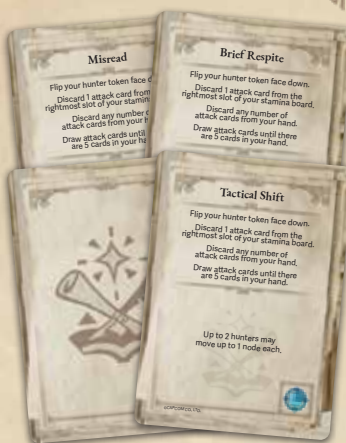 Misread
Flip your hunter token face
Discard 1 attack card from
rightmost slot of your
Discard any number
attack cards from your
Draw attack cards until
are 5 cards in your
Brief Respite
Flip your hunter token face down.
Discard 1 attack card from the
rightmost slot of your stamina board.
Discard any number of
attack cards from your hand.
Draw attack cards until there
are 5 cards in your hand.
Tactical Shift
Flip your hunter token face down.
Discard 1 attack card from the
rightmost slot of your stamina board.
Discard any number of
attack cards from your hand.
Draw attack cards until there
are 5 cards in your hand.
Up to 2 hunters may
move up to 1 node each.
©CAPCOM CO., LTD.